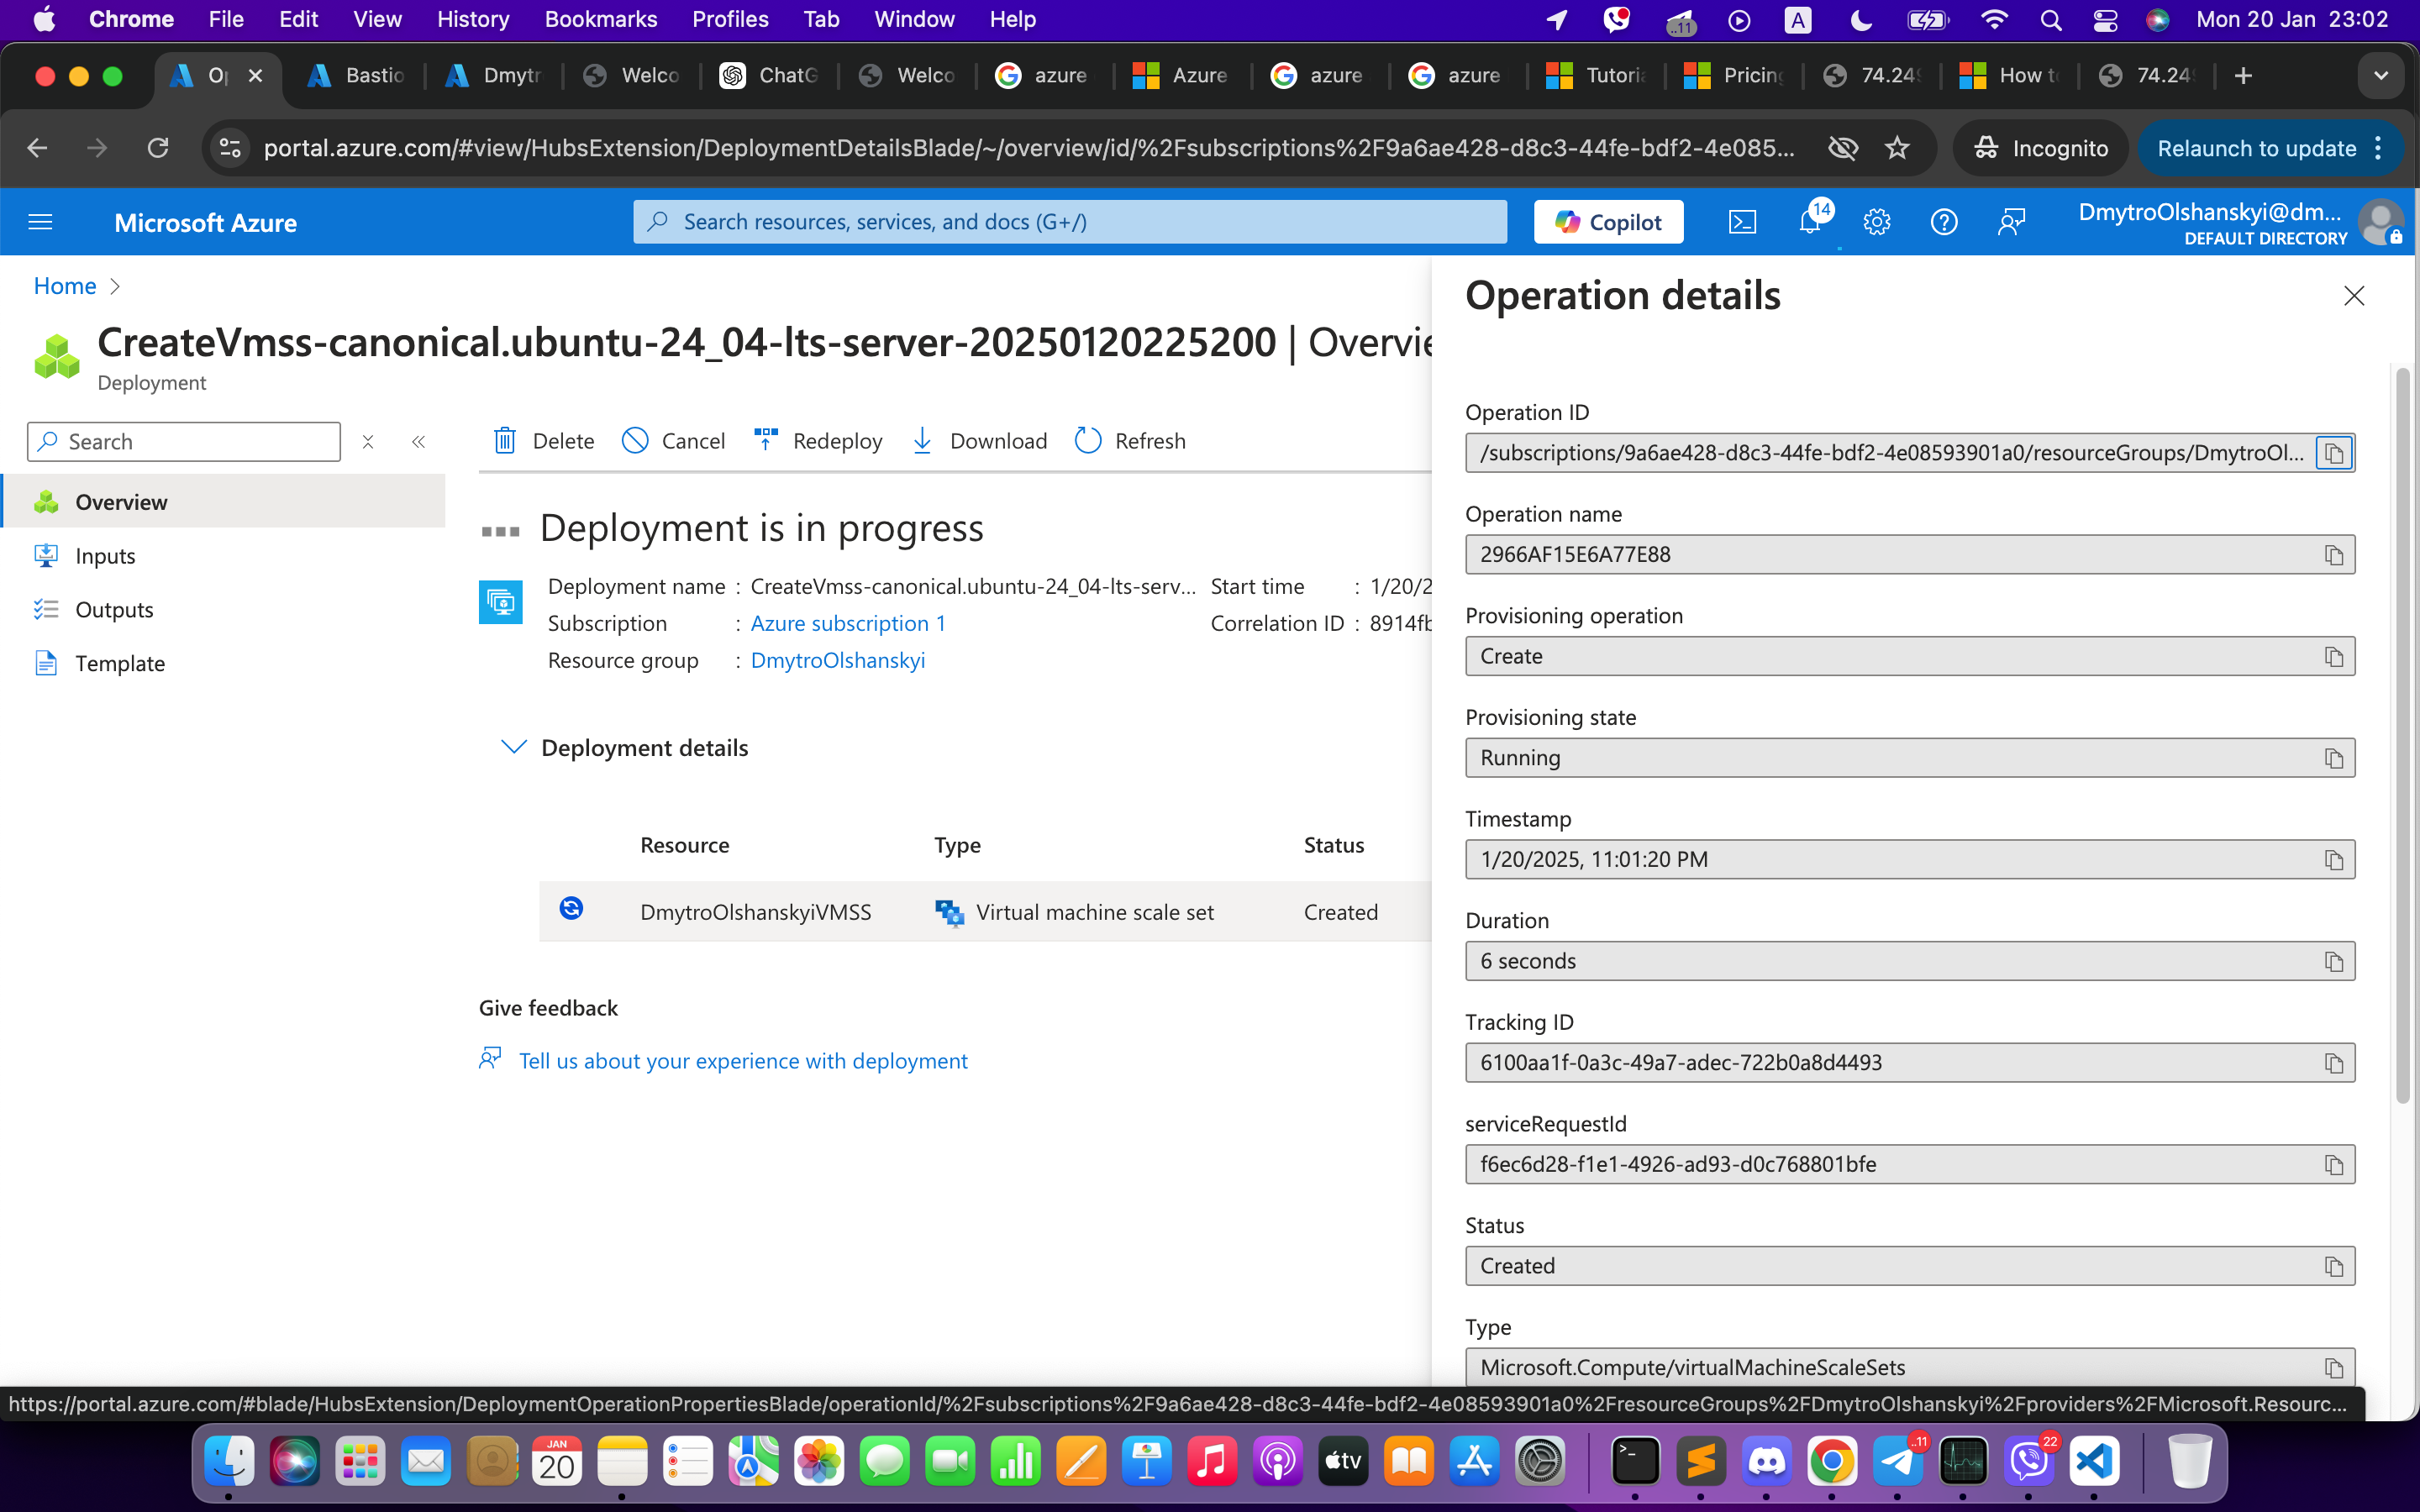 Chrome File Edit View History Bookmarks Profiles Tab Window Help ..11 A Mon 20 Jan 23:02
Op Bastio Dmytr Welco ChatG Welco azure Azure azure azure Tutoria Pricing 74.249 How to 74.249
portal.azure.com/#view/HubsExtension/DeploymentDetailsBlade/~/overview/id/%2Fsubscriptions%2F9a6ae428-d8c3-44fe-bdf2-4e085... Incognito Relaunch to update
Microsoft Azure Search resources, services, and docs (G+/) Copilot 14 DmytroOlshanskyi@dm...
DEFAULT DIRECTORY
Home
CreateVmss-canonical.ubuntu-24_04-lts-server-20250120225200 | Overvie
Deployment
Search
Overview
Inputs
Outputs
Template
Delete Cancel Redeploy Download Refresh
Deployment is in progress
Deployment name : CreateVmss-canonical.ubuntu-24_04-lts-serv... Start time : 1/20/2
Subscription : Azure subscription 1 Correlation ID : 8914fb
Resource group : DmytroOlshanskyi
Deployment details
Resource Type Status
DmytroOlshanskyiVMSS Virtual machine scale set Created
Give feedback
Tell us about your experience with deployment
Operation details
Operation ID
/subscriptions/9a6ae428-d8c3-44fe-bdf2-4e08593901a0/resourceGroups/DmytroOl...
Operation name
2966AF15E6A77E88
Provisioning operation
Create
Provisioning state
Running
Timestamp
1/20/2025, 11:01:20 PM
Duration
6 seconds
Tracking ID
6100aa1f-0a3c-49a7-adec-722b0a8d4493
serviceRequestId
f6ec6d28-f1e1-4926-ad93-d0c768801bfe
Status
Created
Type
Microsoft.Compute/virtualMachineScaleSets
https://portal.azure.com/#blade/HubsExtension/DeploymentOperationPropertiesBlade/operationId/%2Fsubscriptions%2F9a6ae428-d8c3-44fe-bdf2-4e08593901a0%2FresourceGroups%2FDmytroOlshanskyi%2Fproviders%2FMicrosoft.Resourc...
JAN
20
tv
..11
22